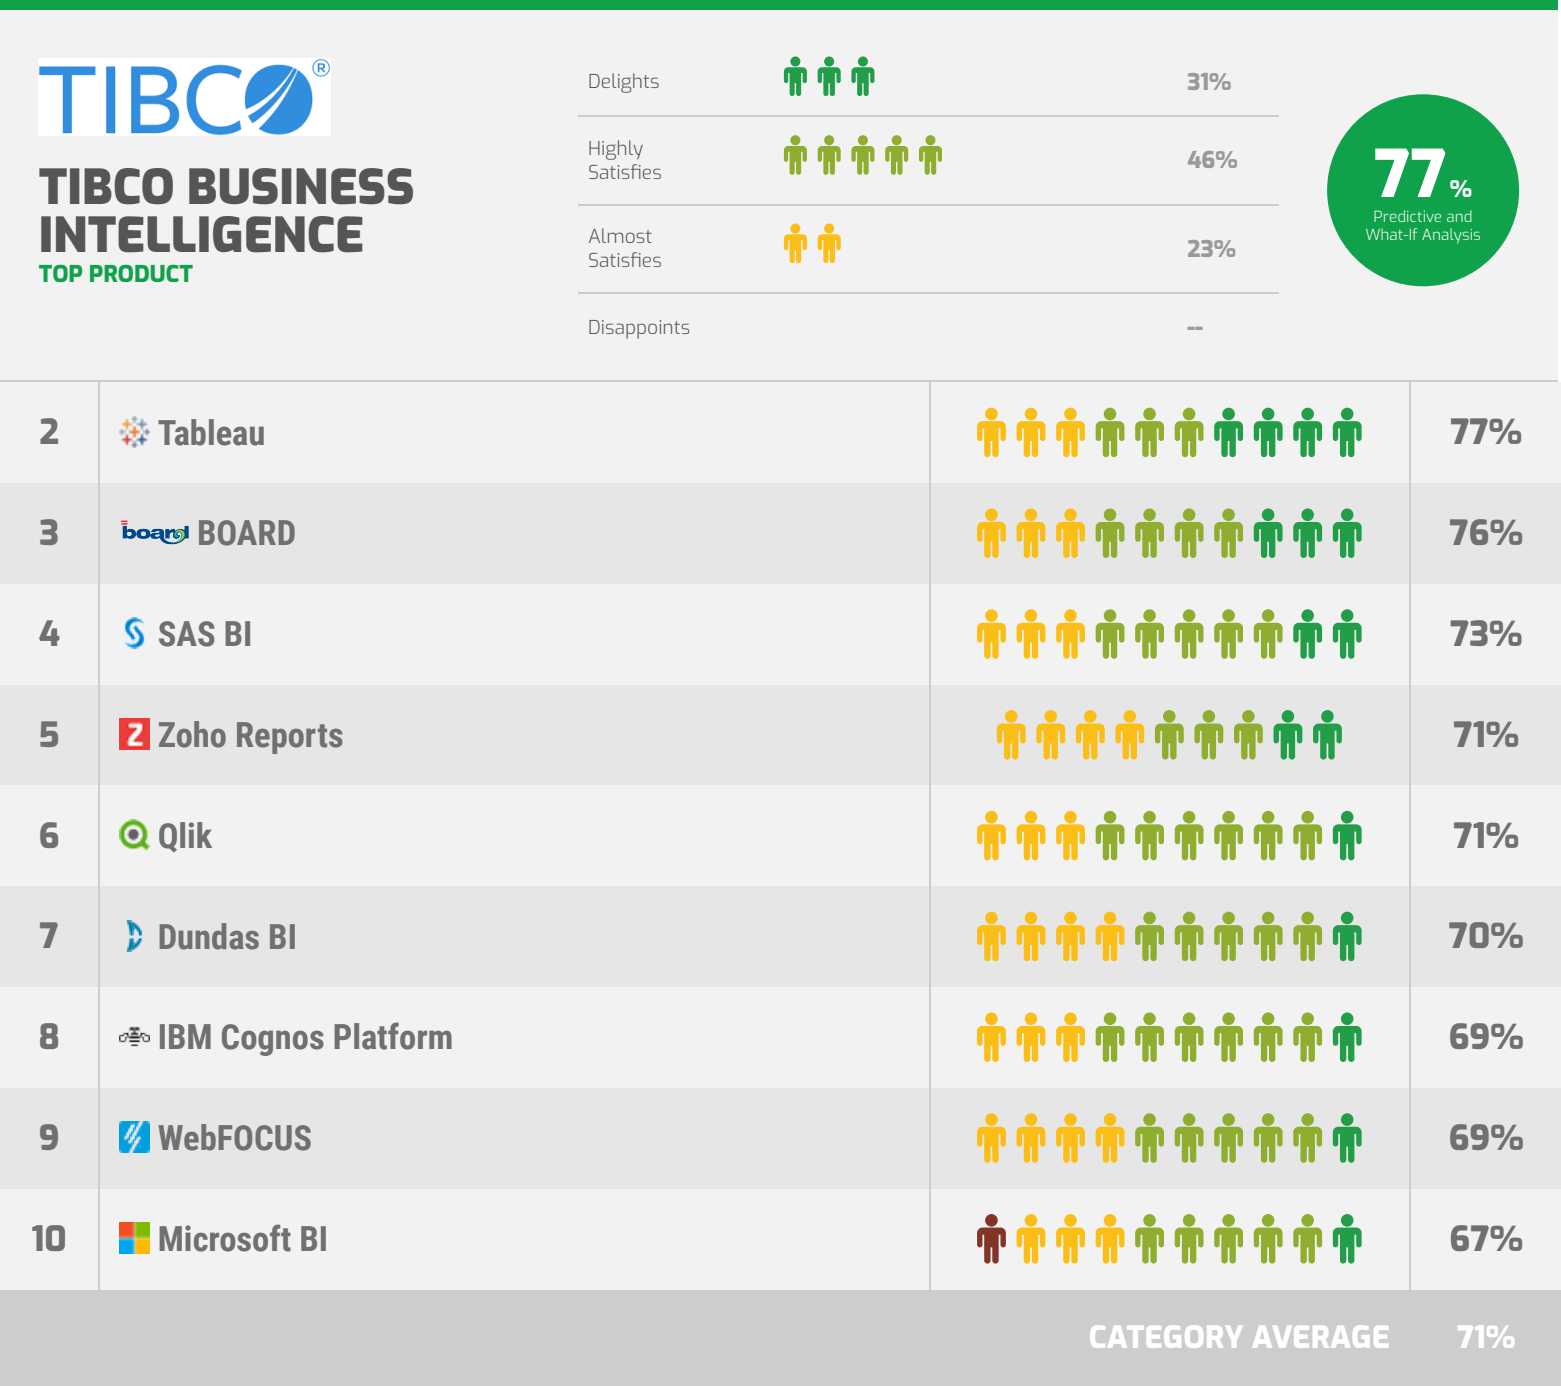 TIBCO®
TIBCO BUSINESS
INTELLIGENCE
TOP PRODUCT
Delights 31%
Highly
Satisfies
46%
Almost
Satisfies
23%
Disappoints --
77%
Predictive and
What-If Analysis
2 Tableau 77%
3 board BOARD 76%
4 SAS BI 73%
5 Z Zoho Reports 71%
6 Qlik 71%
7 Dundas BI 70%
8 IBM Cognos Platform 69%
9 WebFOCUS 69%
10 Microsoft BI 67%
CATEGORY AVERAGE 71%